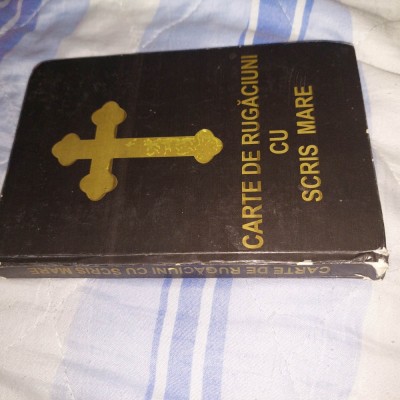 CARTE DE RUGĂCIUNI
CU
SCRIS MARE
CARTE DE RUGĂCIUNI CU SCRIS MARE